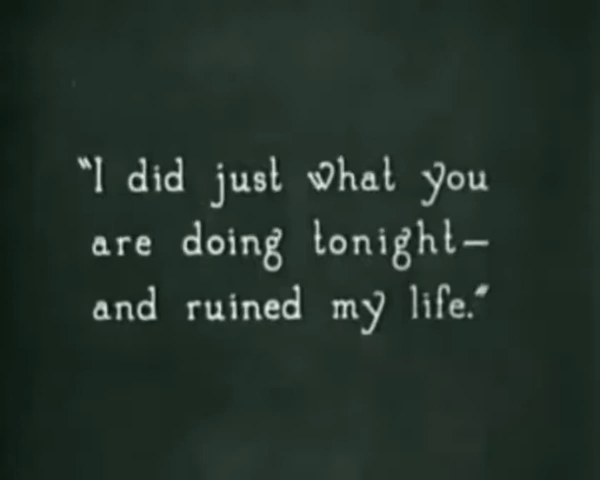 "I did just what you
are doing tonight—
and ruined my life."